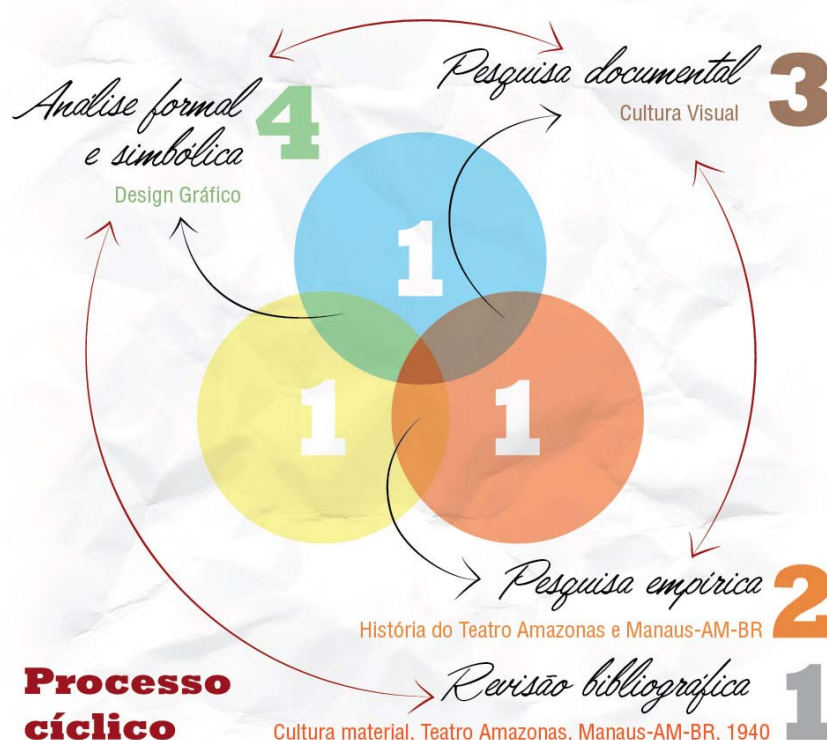 Pesquisa documental 3
Cultura Visual
Análise formal 4
e simbólica
Design Gráfico
1
1
1
Pesquisa empírica 2
História do Teatro Amazonas e Manaus-AM-BR
Revisão bibliográfica 1
Cultura material, Teatro Amazonas, Manaus-AM-BR, 1940
Processo
cíclico